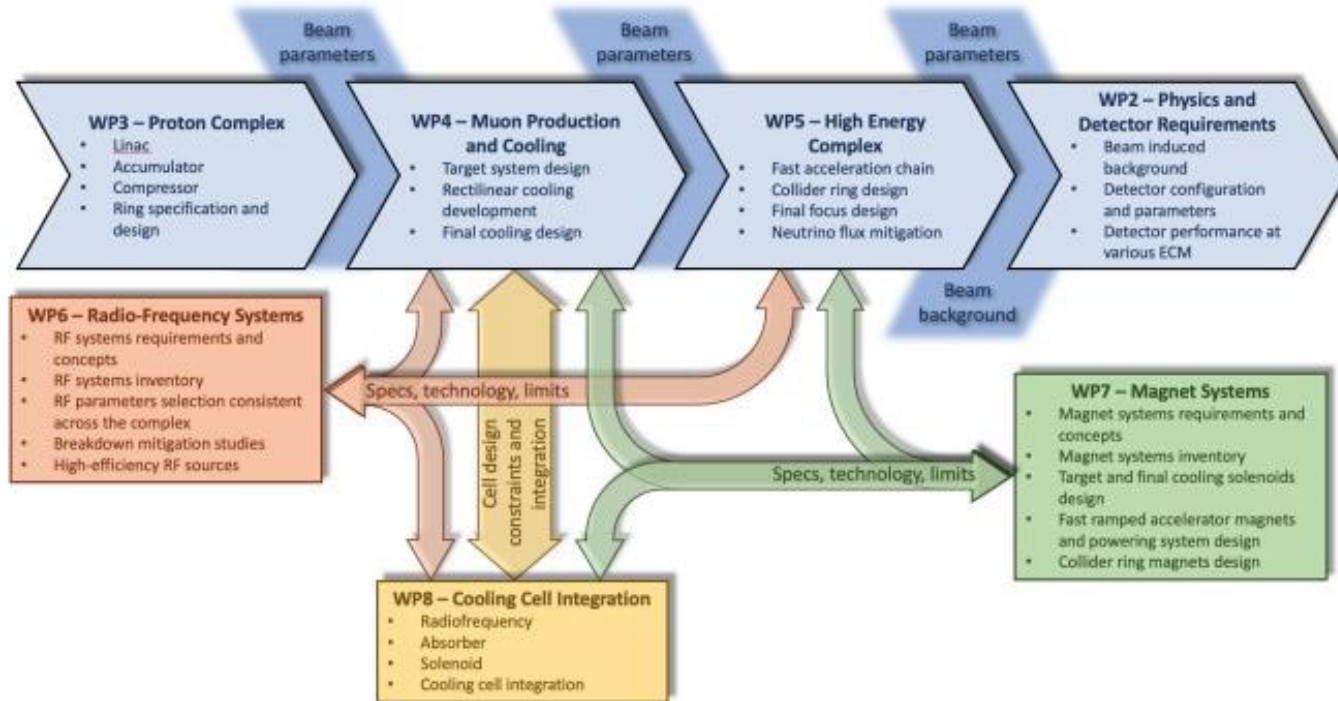 Beam
parameters
Beam
parameters
Beam
parameters
WP3 – Proton Complex
• Linac
• Accumulator
• Compressor
• Ring specification and
design
WP4 – Muon Production
and Cooling
• Target system design
• Rectilinear cooling
development
• Final cooling design
WP5 – High Energy
Complex
• Fast acceleration chain
• Collider ring design
• Final focus design
• Neutrino flux mitigation
WP2 – Physics and
Detector Requirements
• Beam induced
background
• Detector configuration
and parameters
• Detector performance at
various ECM
Beam
background
WP6 – Radio-Frequency Systems
• RF systems requirements and
concepts
• RF systems inventory
• RF parameters selection consistent
across the complex
• Breakdown mitigation studies
• High-efficiency RF sources
Specs, technology, limits
Cell design
constraints and
integration
Specs, technology, limits
WP7 – Magnet Systems
• Magnet systems requirements and
concepts
• Magnet systems inventory
• Target and final cooling solenoids
design
• Fast ramped accelerator magnets
and powering system design
• Collider ring magnets design
WP8 – Cooling Cell Integration
• Radiofrequency
• Absorber
• Solenoid
• Cooling cell integration